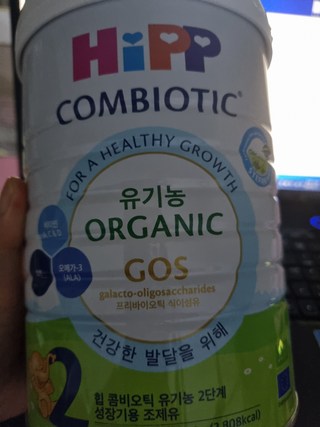 HiPP
COMBIOTIC®
FOR A HEALTHY GROWTH
유기농
ORGANIC
GOS
galacto-oligosaccharides
프리바이오틱 식이섬유
오메가-3
(ALA)
건강한 발달을 위해
2
힙 콤비오틱 유기농 2단계
성장기용 조제유